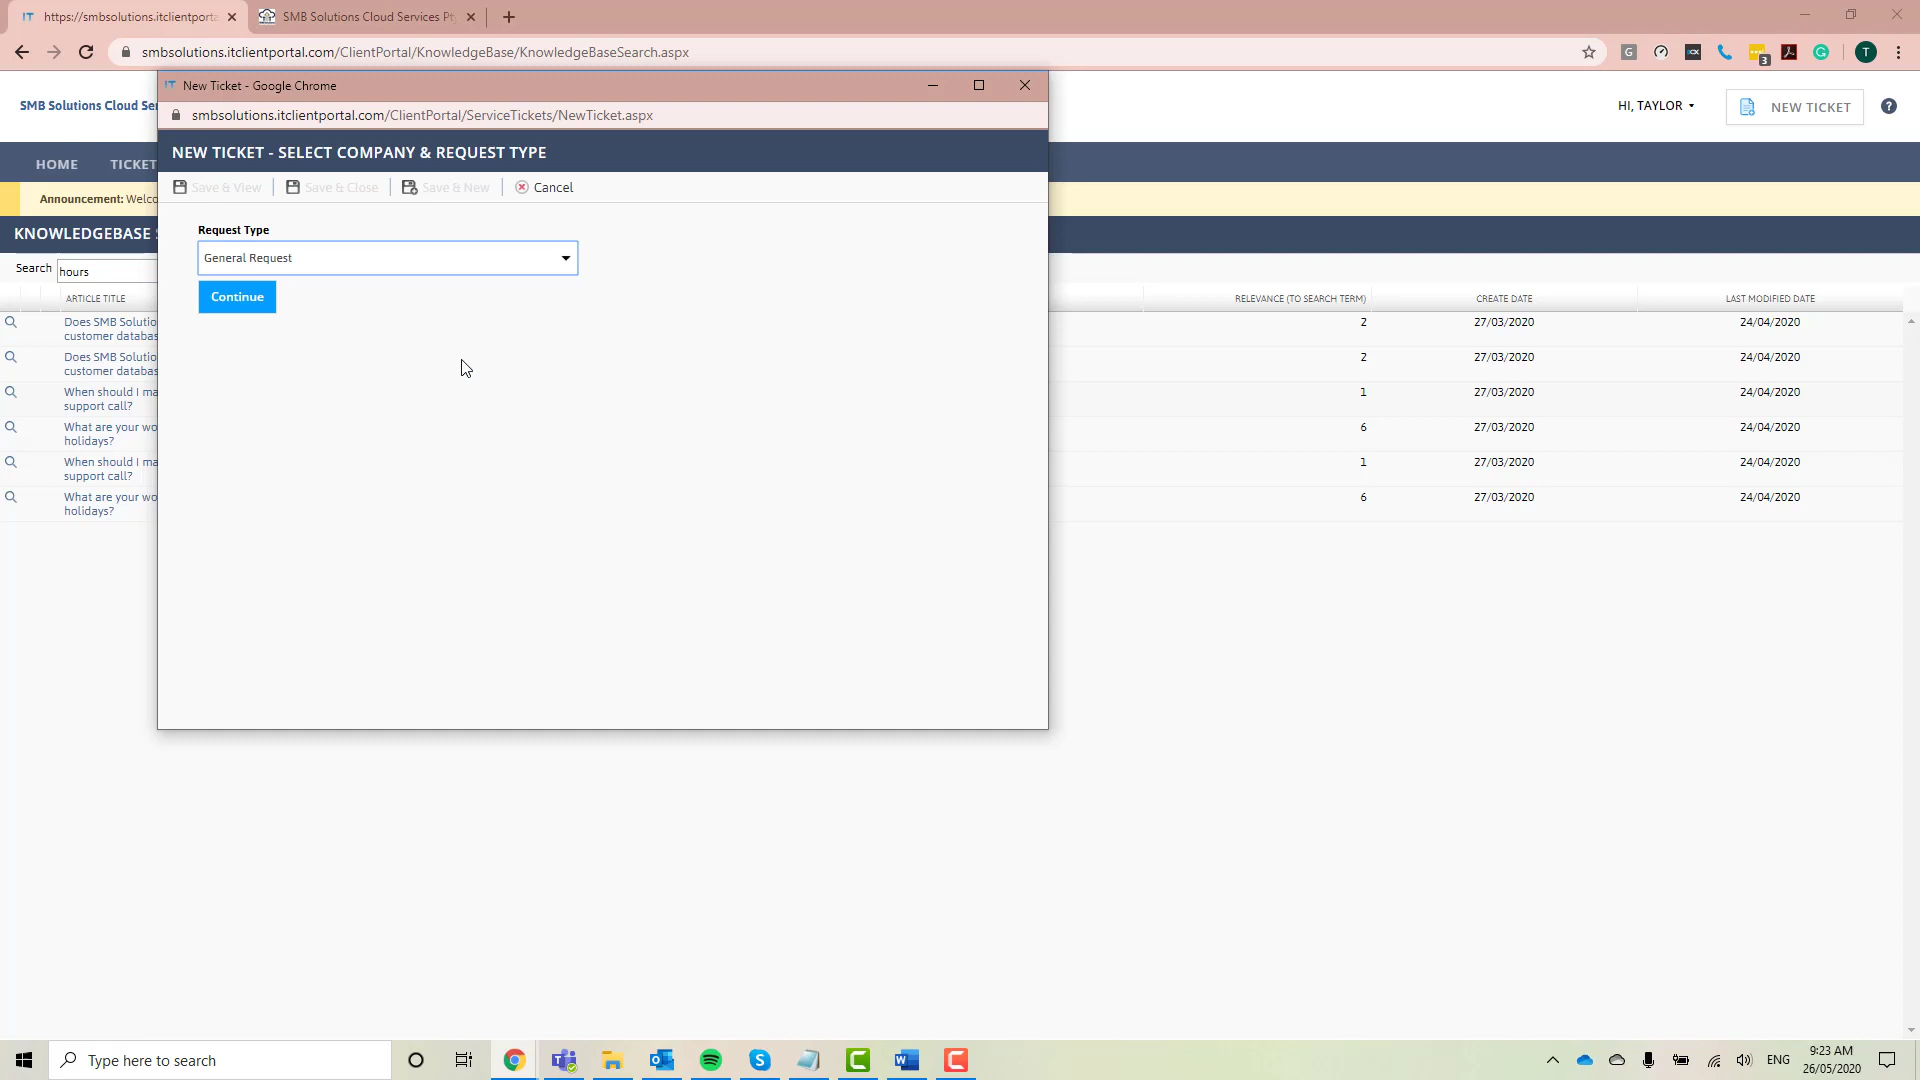 https://smbsolutions.itclientporta
SMB Solutions Cloud Services Pt
smbsolutions.itclientportal.com/ClientPortal/KnowledgeBase/KnowledgeBaseSearch.aspx
G
3
T
New Ticket - Google Chrome
smbsolutions.itclientportal.com/ClientPortal/ServiceTickets/NewTicket.aspx
SMB Solutions Cloud Ser
HI, TAYLOR
NEW TICKET
?
NEW TICKET - SELECT COMPANY & REQUEST TYPE
HOME
TICKET
Save & View
Save & Close
Save & New
Cancel
Announcement: Welco
KNOWLEDGEBASE S
Request Type
General Request
Continue
Search
hours
ARTICLE TITLE
RELEVANCE (TO SEARCH TERM)
CREATE DATE
LAST MODIFIED DATE
Does SMB Solutio
customer databas
2
27/03/2020
24/04/2020
Does SMB Solutio
customer databas
2
27/03/2020
24/04/2020
When should I ma
support call?
1
27/03/2020
24/04/2020
What are your wo
holidays?
6
27/03/2020
24/04/2020
When should I ma
support call?
1
27/03/2020
24/04/2020
What are your wo
holidays?
6
27/03/2020
24/04/2020
Type here to search
ENG
9:23 AM
26/05/2020